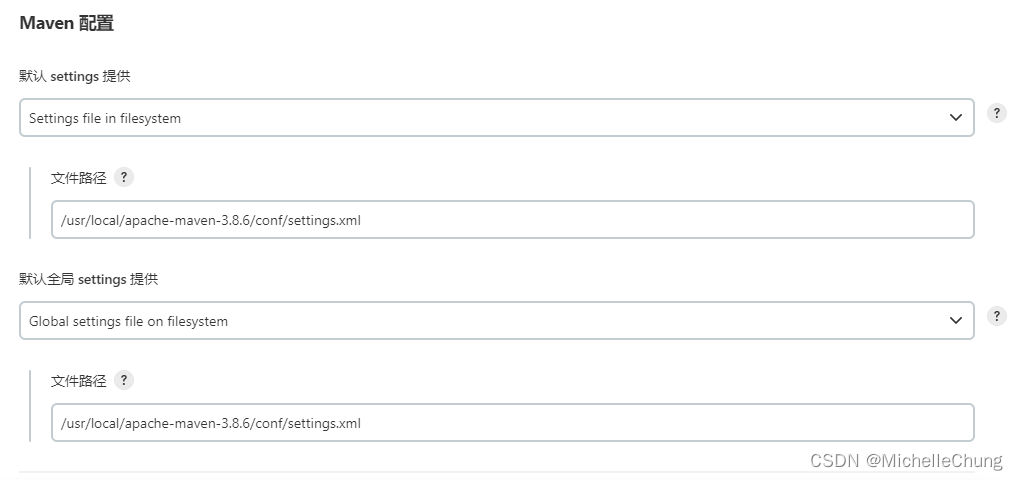 Maven 配置
默认 settings 提供
Settings file in filesystem
?
文件路径 ?
/usr/local/apache-maven-3.8.6/conf/settings.xml
默认全局 settings 提供
Global settings file on filesystem
?
文件路径 ?
/usr/local/apache-maven-3.8.6/conf/settings.xml
CSDN @MichelleChung